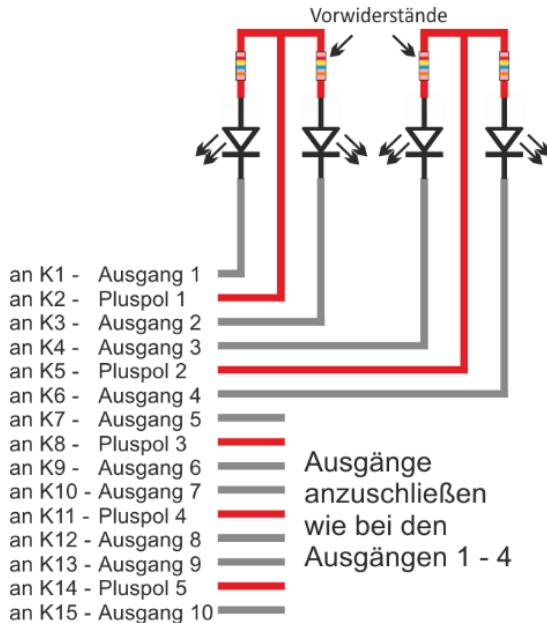 Vorwiderstände
an K1 - Ausgang 1
an K2 - Pluspol 1
an K3 - Ausgang 2
an K4 - Ausgang 3
an K5 - Pluspol 2
an K6 - Ausgang 4
an K7 - Ausgang 5
an K8 - Pluspol 3
an K9 - Ausgang 6
an K10 - Ausgang 7
an K11 - Pluspol 4
an K12 - Ausgang 8
an K13 - Ausgang 9
an K14 - Pluspol 5
an K15 - Ausgang 10
Ausgänge
anzuschließen
wie bei den
Ausgängen 1 - 4